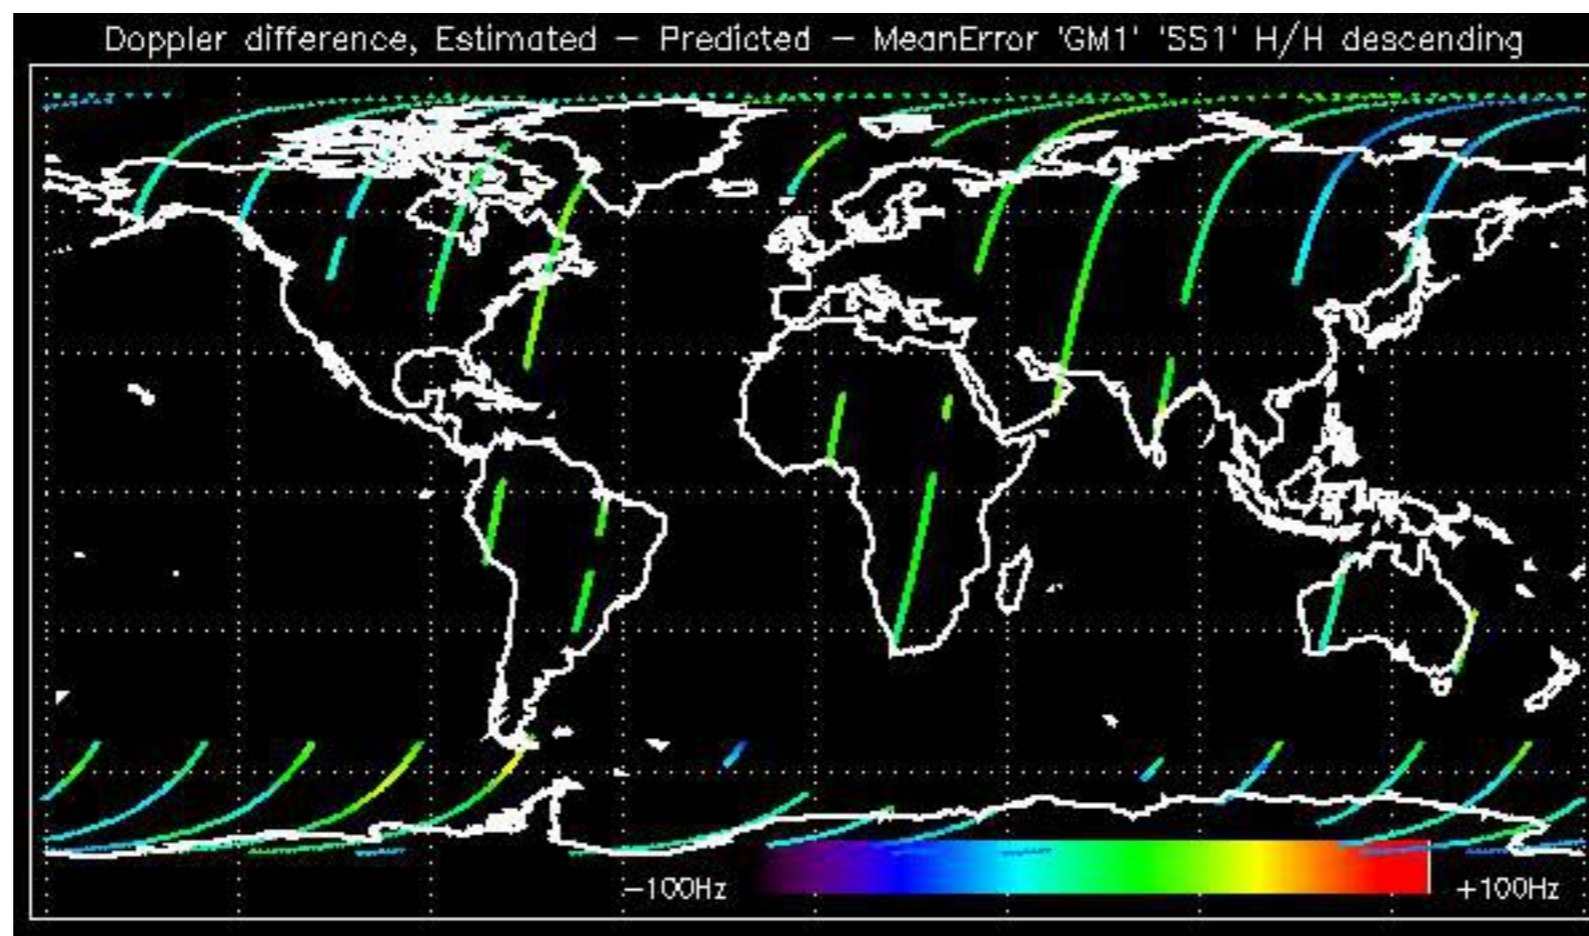 Doppler difference, Estimated − Predicted − MeanError 'GM1' 'SS1' H/H descending
−100Hz
+100Hz